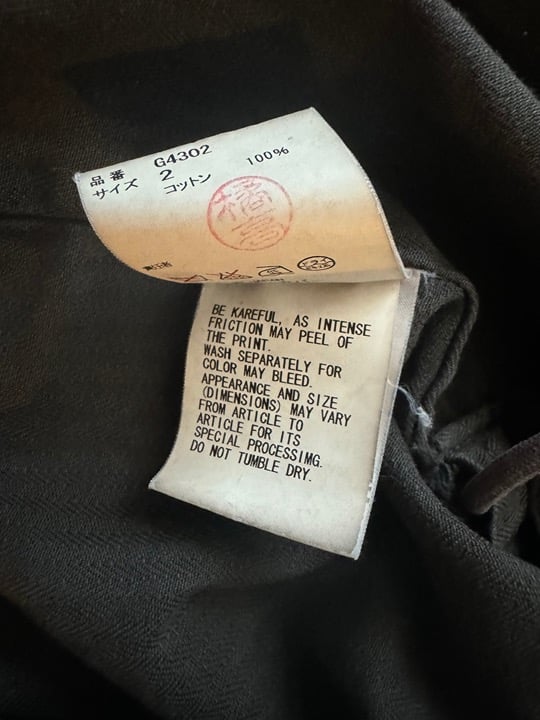 品番 G4302
サイズ 2
コットン 100%
BE KAREFUL, AS INTENSE
FRICTION MAY PEEL OF
THE PRINT.
WASH SEPARATELY FOR
COLOR MAY BLEED.
APPEARANCE AND SIZE
(DIMENSIONS) MAY VARY
FROM ARTICLE TO
ARTICLE FOR ITS
SPECIAL PROCESSIMG.
DO NOT TUMBLE DRY.